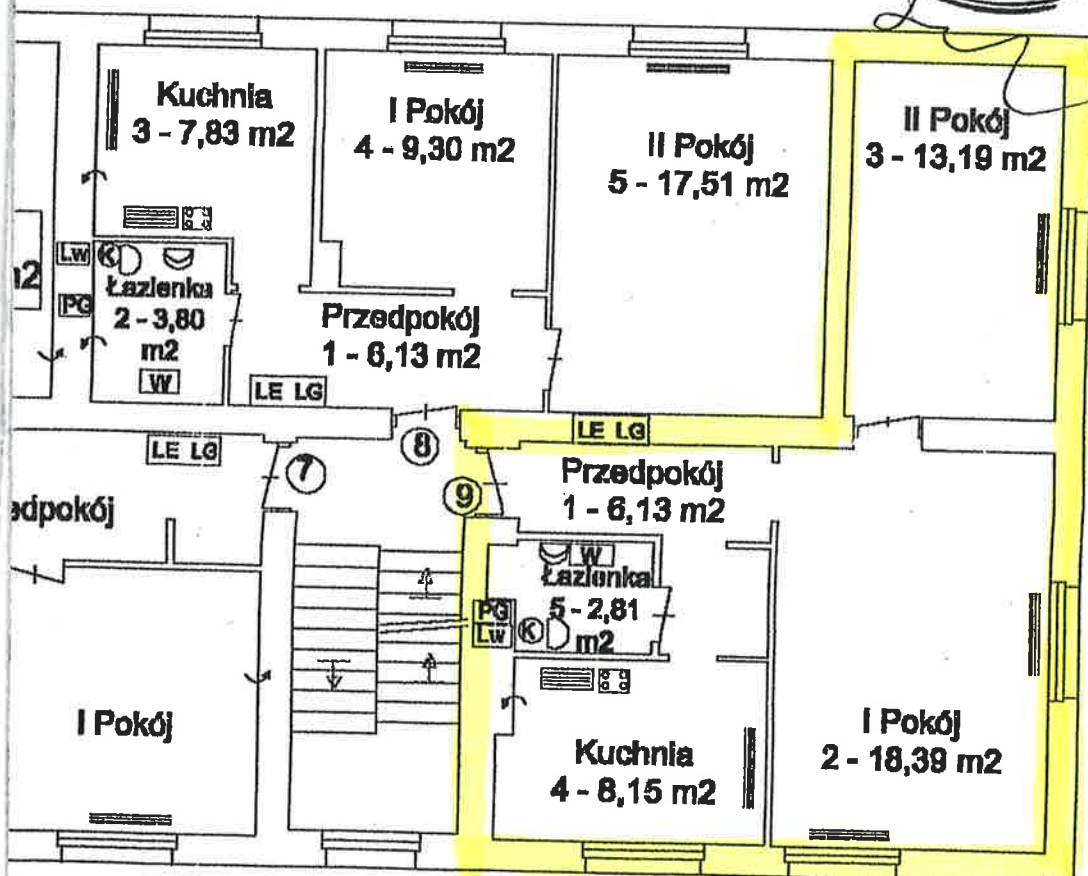 Kuchnia
3 - 7,83 m2
I Pokój
4 - 9,30 m2
II Pokój
5 - 17,51 m2
II Pokój
3 - 13,19 m2
Lw
K
PG
Łazienka
2 - 3,80
m2
W
Przedpokój
1 - 6,13 m2
LE LG
m2
LE LG
7
8
9
LE LG
edpokój
Przedpokój
1 - 6,13 m2
W
Łazienka
5 - 2,81
m2
PG
Lw
K
I Pokój
Kuchnia
4 - 8,15 m2
I Pokój
2 - 18,39 m2